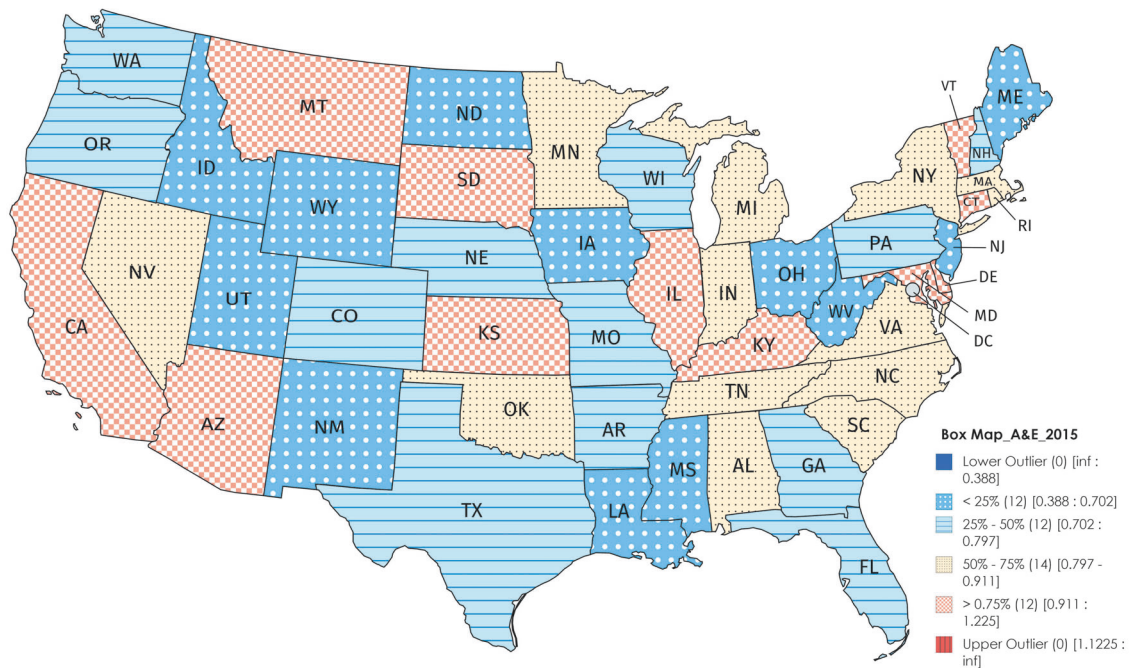 WA
MT
ND
VT
ME
OR
MN
NH
ID
SD
WI
NY
MA
WY
MI
CT
RI
IA
PA
NJ
NE
NV
OH
DE
UT
IL
IN
CO
WV
MD
CA
KS
MO
VA
DC
KY
NC
TN
AZ
OK
NM
AR
SC
MS
AL
GA
TX
LA
FL
Box Map_A&E_2015
Lower Outlier (0) [inf :
0.388]
< 25% (12) [0.388 : 0.702]
25% - 50% (12) [0.702 :
0.797]
50% - 75% (14) [0.797 -
0.911]
> 0.75% (12) [0.911 :
1.225]
Upper Outlier (0) [1.1225 :
inf]